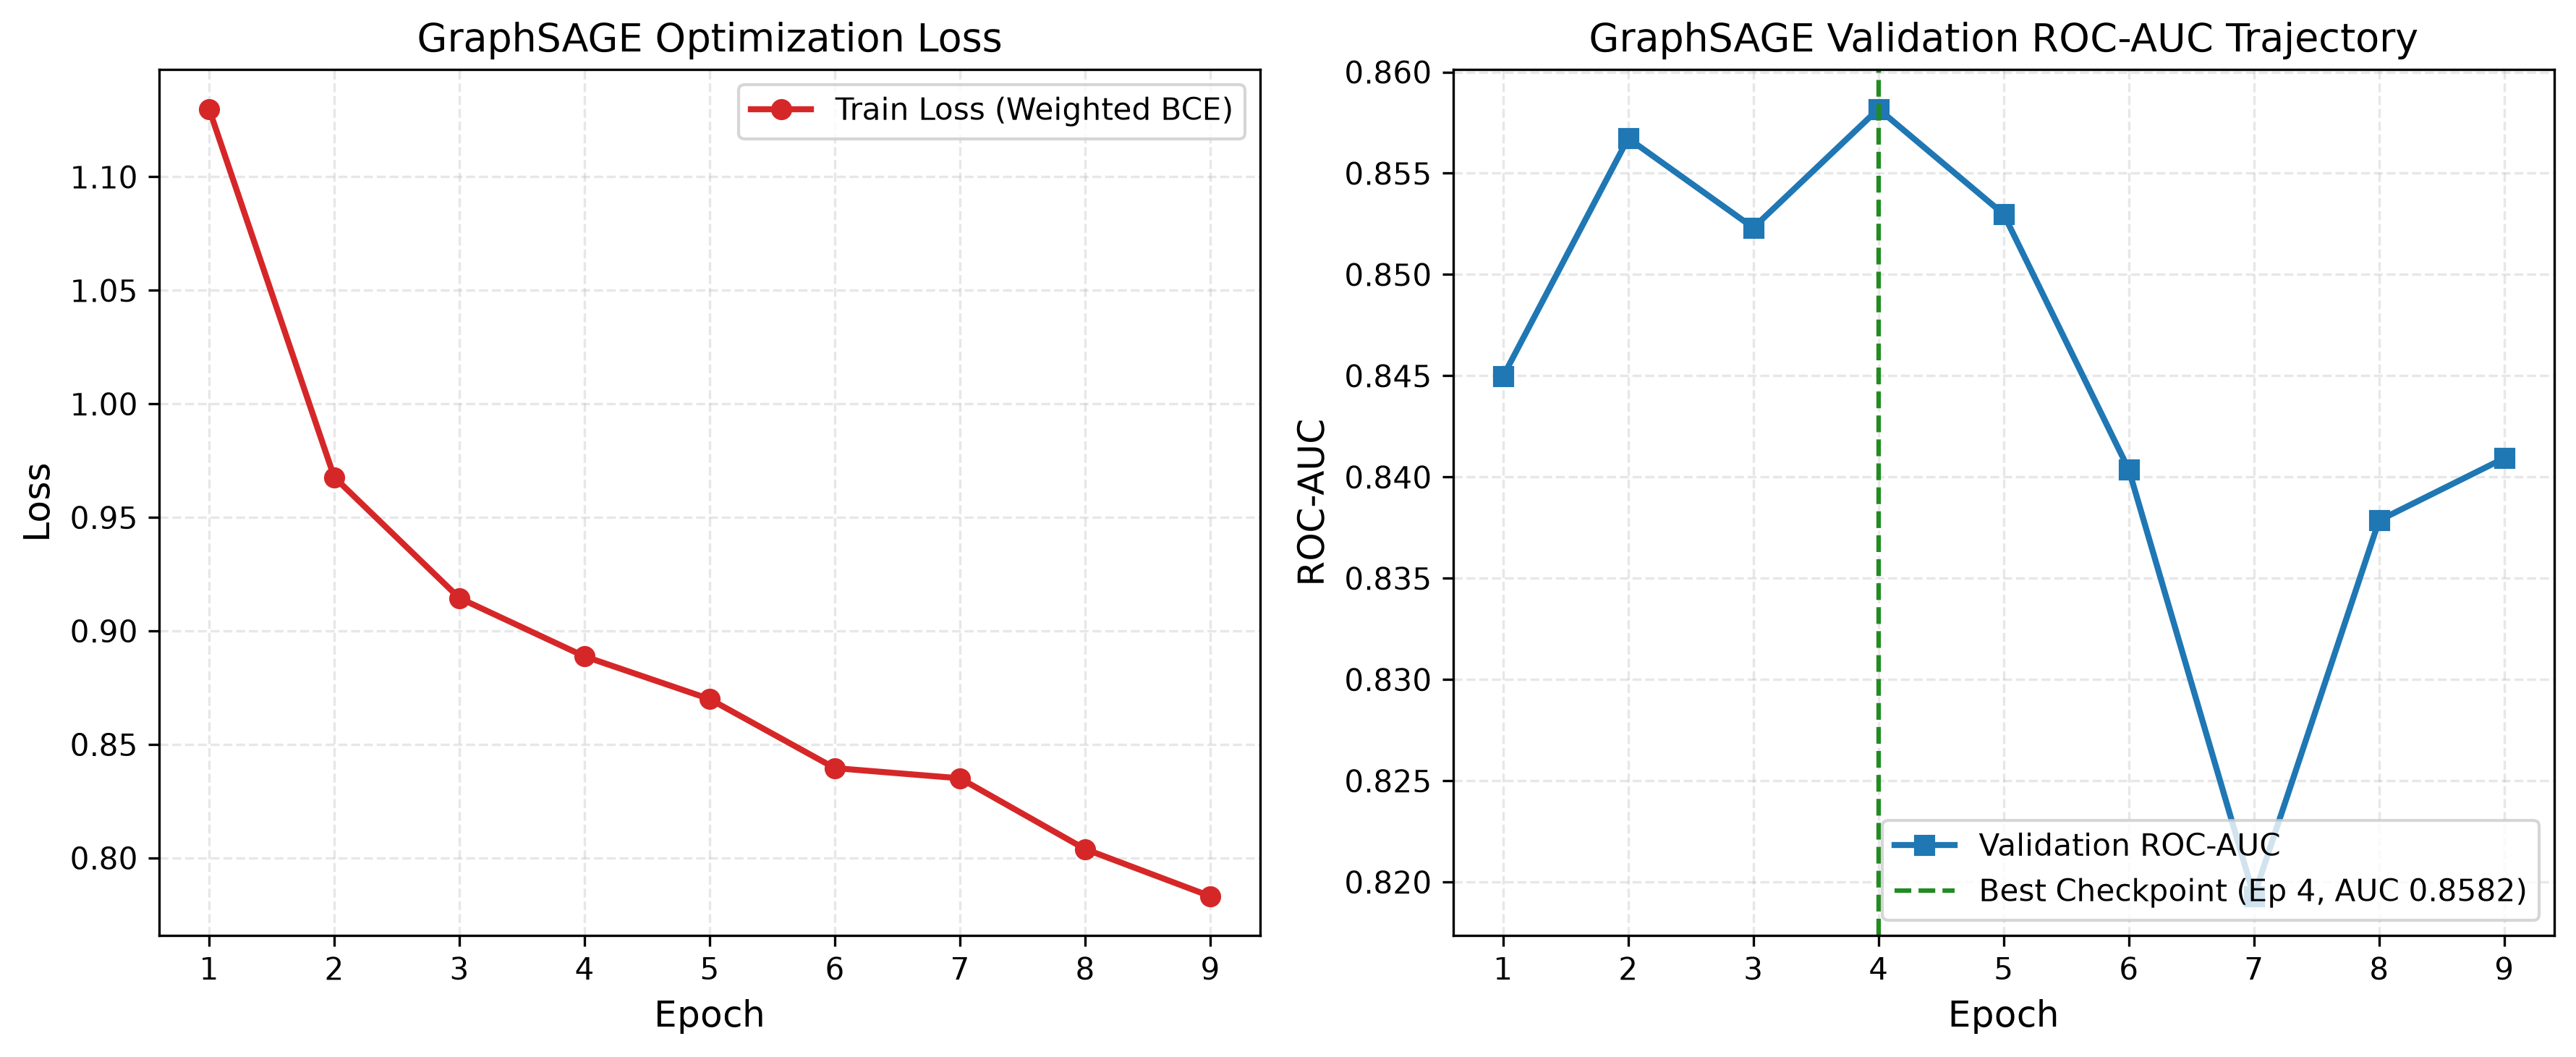 GraphSAGE Optimization Loss
Train Loss (Weighted BCE)
1.10
1.05
1.00
0.95
0.90
0.85
0.80
Loss
1 2 3 4 5 6 7 8 9
Epoch
GraphSAGE Validation ROC-AUC Trajectory
0.860
0.855
0.850
0.845
0.840
0.835
0.830
0.825
0.820
ROC-AUC
Validation ROC-AUC
Best Checkpoint (Ep 4, AUC 0.8582)
1 2 3 4 5 6 7 8 9
Epoch